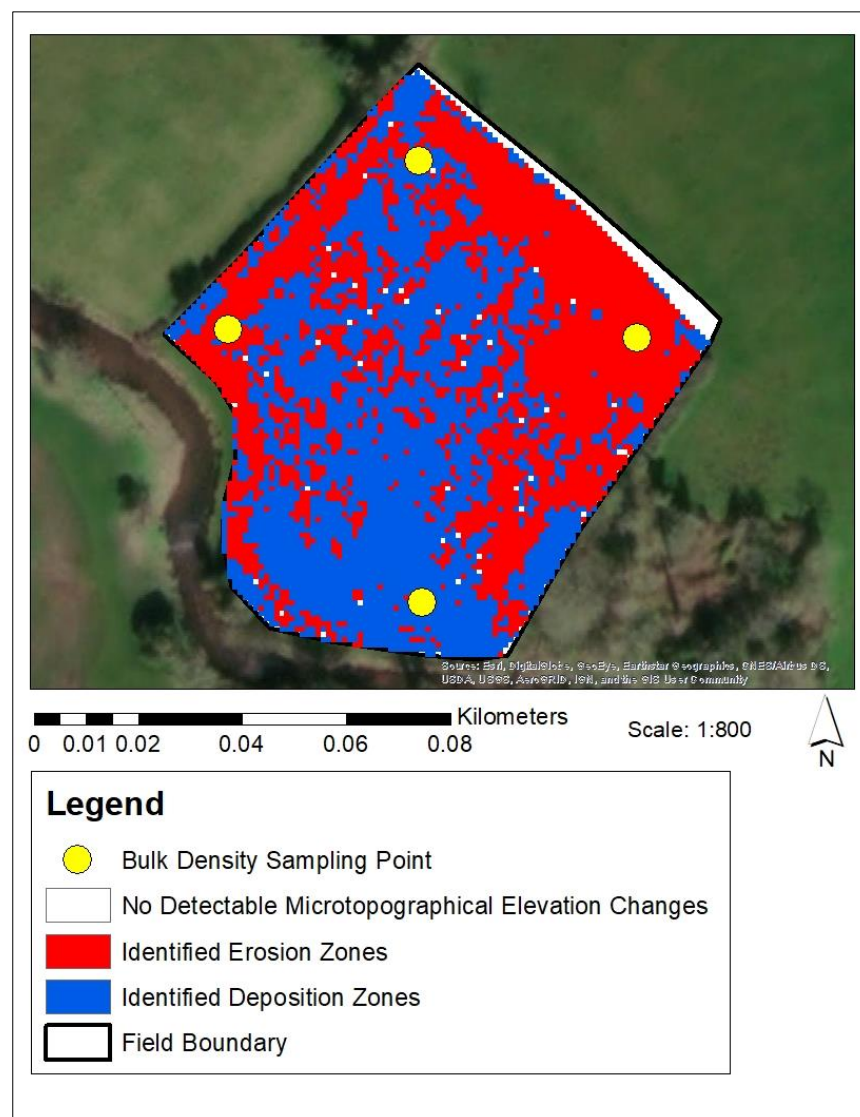 Source: Esri, DigitalGlobe, GeoEye, Earthstar Geographics, CNES/Airbus DS,
USDA, USGS, AeroGRID, IGN, and the GIS User Community
Kilometers
0 0.01 0.02 0.04 0.06 0.08
Scale: 1:800
N
Legend
Bulk Density Sampling Point
No Detectable Microtopographical Elevation Changes
Identified Erosion Zones
Identified Deposition Zones
Field Boundary